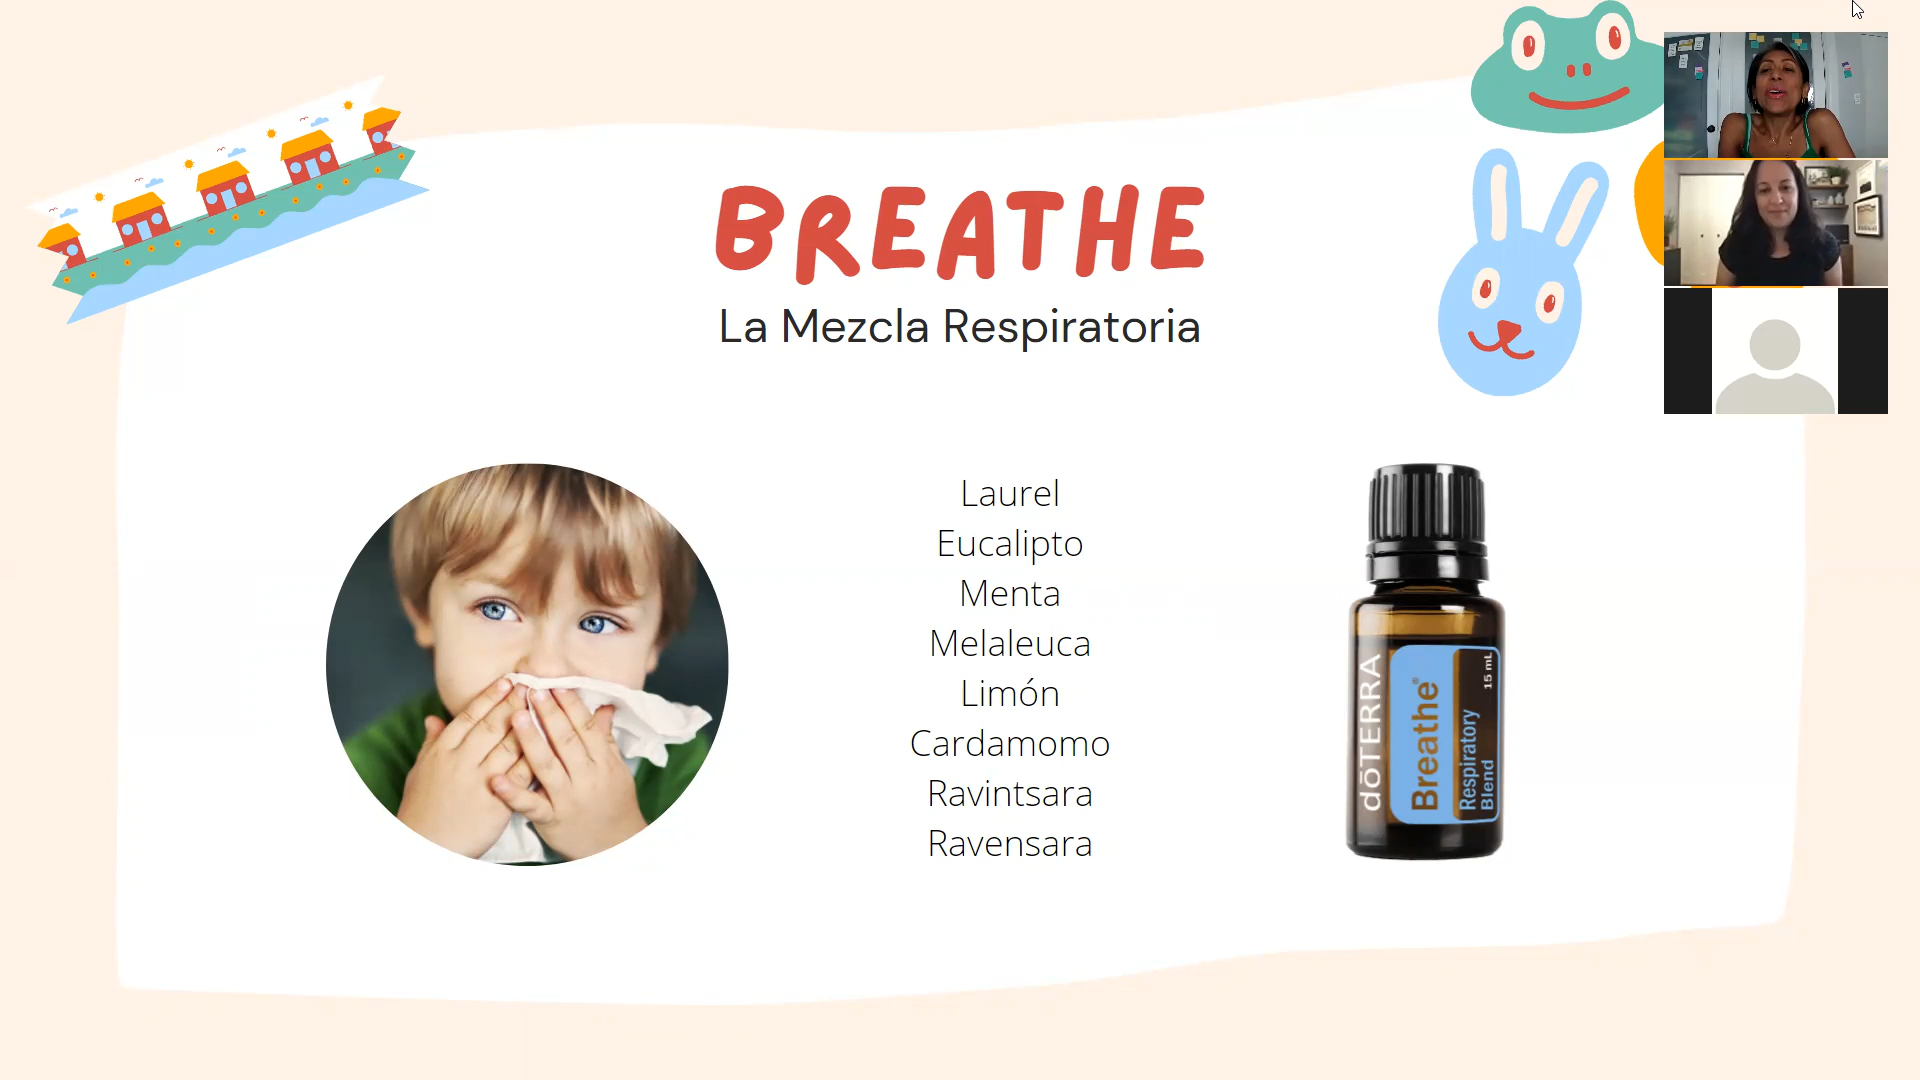 BREATHE
La Mezcla Respiratoria
Laurel
Eucalipto
Menta
Melaleuca
Limón
Cardamomo
Ravintsara
Ravensara
dōTERRA
Breathe®
Respiratory
Blend
15 mL